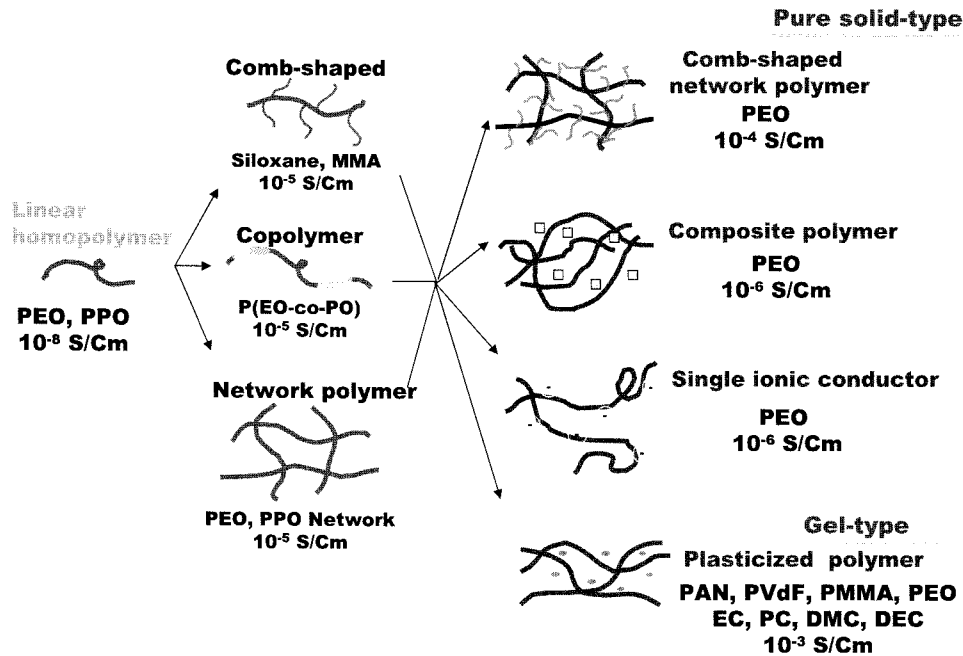 Pure solid-type
Comb-shaped
Siloxane, MMA
10⁻⁵ S/Cm
Linear
homopolymer
PEO, PPO
10⁻⁸ S/Cm
Copolymer
P(EO-co-PO)
10⁻⁵ S/Cm
Network polymer
PEO, PPO Network
10⁻⁵ S/Cm
Comb-shaped
network polymer
PEO
10⁻⁴ S/Cm
Composite polymer
PEO
10⁻⁶ S/Cm
Single ionic conductor
PEO
10⁻⁶ S/Cm
Gel-type
Plasticized polymer
PAN, PVdF, PMMA, PEO
EC, PC, DMC, DEC
10⁻³ S/Cm